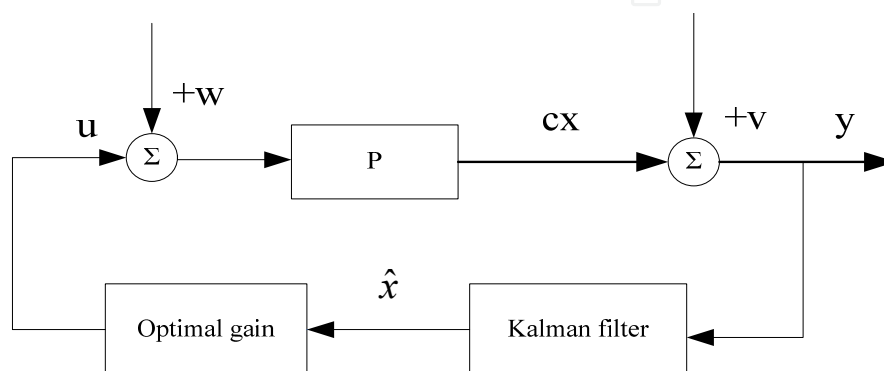 +w
u
Σ
P
cx
+v
Σ
y
Optimal gain
x̂
Kalman filter